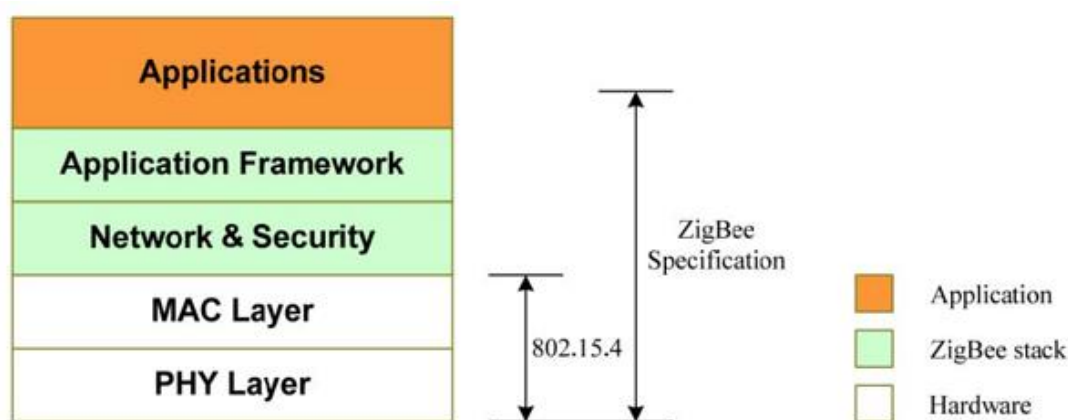 Applications
Application Framework
Network & Security
MAC Layer
PHY Layer
802.15.4
ZigBee
Specification
Application
ZigBee stack
Hardware